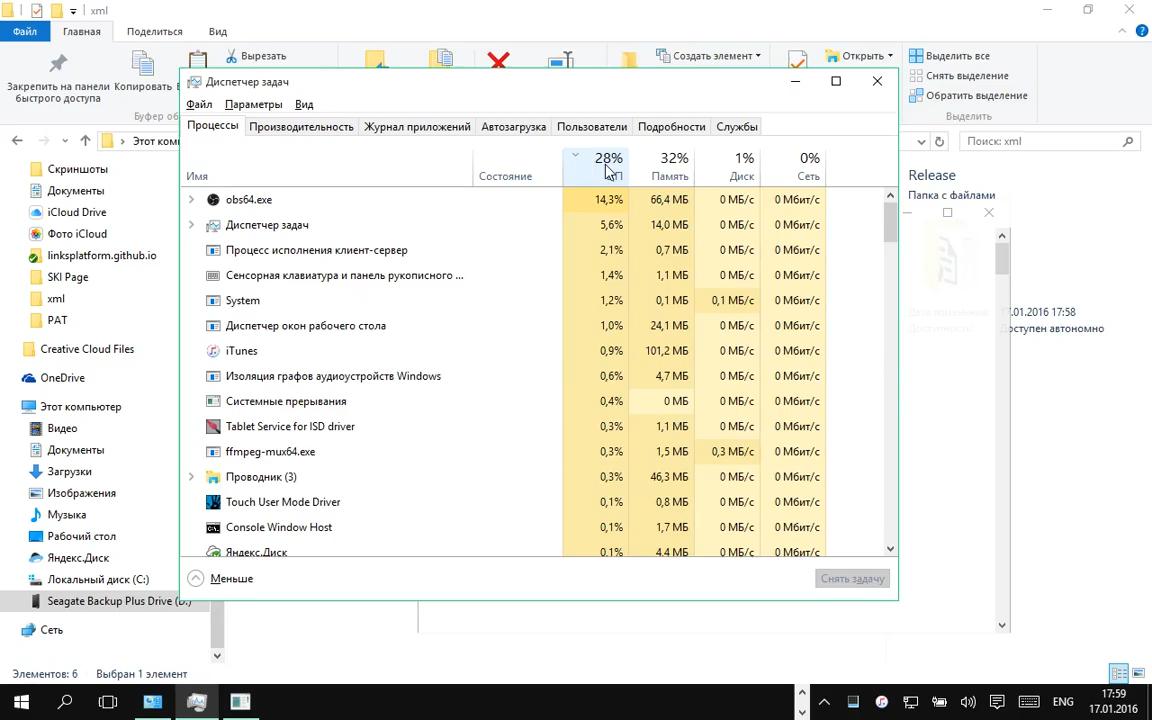 xml
Файл Главная Поделиться Вид
Закрепить на панели быстрого доступа
Копировать
Вырезать
Создать элемент
Открыть
Выделить все
Снять выделение
Обратить выделение
Выделить
Этот
Поиск: xml
Скриншоты
Документы
iCloud Drive
Фото iCloud
linksplatform.github.io
SKI Page
xml
PAT
Creative Cloud Files
OneDrive
Этот компьютер
Видео
Документы
Загрузки
Изображения
Музыка
Рабочий стол
Яндекс.Диск
Локальный диск (C:)
Seagate Backup Plus Drive (D:)
Сеть
Элементов: 6 Выбран 1 элемент
Диспетчер задач
Файл Параметры Вид
Процессы Производительность Журнал приложений Автозагрузка Пользователи Подробности Службы
28% 32% 1% 0%
Имя Состояние Память Диск Сеть
obs64.exe 14,3% 66,4 МБ 0 МБ/с 0 Мбит/с
Диспетчер задач 5,6% 14,0 МБ 0 МБ/с 0 Мбит/с
Процесс исполнения клиент-сервер 2,1% 0,7 МБ 0 МБ/с 0 Мбит/с
Сенсорная клавиатура и панель рукописного ... 1,4% 1,1 МБ 0 МБ/с 0 Мбит/с
System 1,2% 0,1 МБ 0,1 МБ/с 0 Мбит/с
Диспетчер окон рабочего стола 1,0% 24,1 МБ 0 МБ/с 0 Мбит/с
iTunes 0,9% 101,2 МБ 0 МБ/с 0 Мбит/с
Изоляция графов аудиоустройств Windows 0,6% 4,7 МБ 0 МБ/с 0 Мбит/с
Системные прерывания 0,4% 0 МБ 0 МБ/с 0 Мбит/с
Tablet Service for ISD driver 0,3% 1,1 МБ 0 МБ/с 0 Мбит/с
ffmpeg-mux64.exe 0,3% 1,5 МБ 0,3 МБ/с 0 Мбит/с
Проводник (3) 0,3% 46,3 МБ 0 МБ/с 0 Мбит/с
Touch User Mode Driver 0,1% 0,8 МБ 0 МБ/с 0 Мбит/с
Console Window Host 0,1% 1,7 МБ 0 МБ/с 0 Мбит/с
Яндекс.Диск 0,1% 4,4 МБ 0 МБ/с 0 Мбит/с
Меньше
Снять задачу
Release
Папка с файлами
17.01.2016 17:58
Доступен автономно
ENG
17:59
17.01.2016